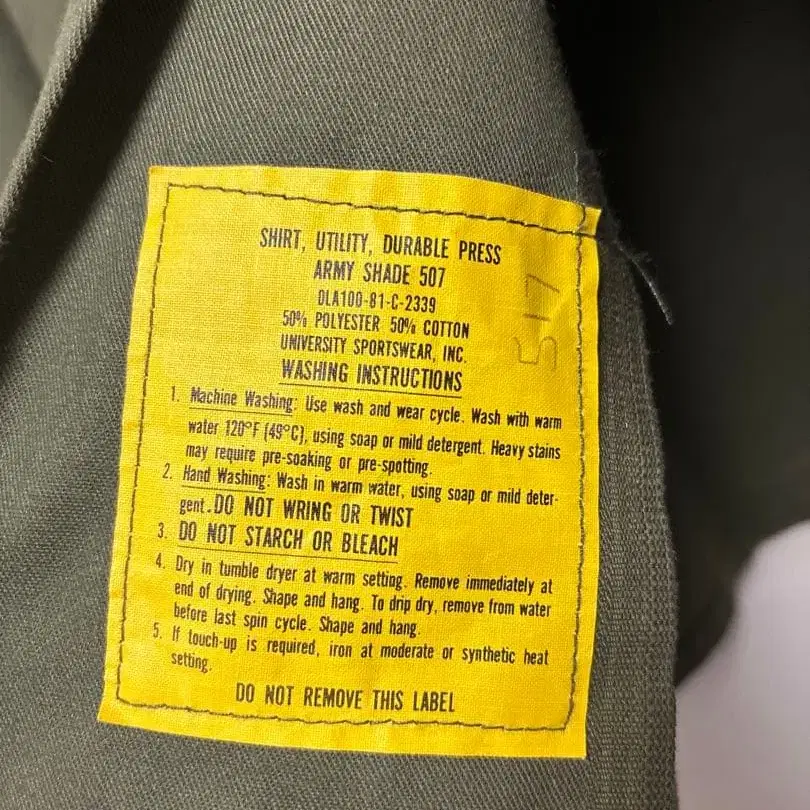 SHIRT, UTILITY, DURABLE PRESS
ARMY SHADE 507
DLA100-81-C-2339
50% POLYESTER 50% COTTON
UNIVERSITY SPORTSWEAR, INC.
WASHING INSTRUCTIONS
1. Machine Washing: Use wash and wear cycle. Wash with warm
water 120°F (49°C), using soap or mild detergent. Heavy stains
may require pre-soaking or pre-spotting.
2. Hand Washing: Wash in warm water, using soap or mild deter-
gent. DO NOT WRING OR TWIST
3. DO NOT STARCH OR BLEACH
4. Dry in tumble dryer at warm setting. Remove immediately at
end of drying. Shape and hang. To drip dry, remove from water
before last spin cycle. Shape and hang.
5. If touch-up is required, iron at moderate or synthetic heat
setting.
DO NOT REMOVE THIS LABEL
517